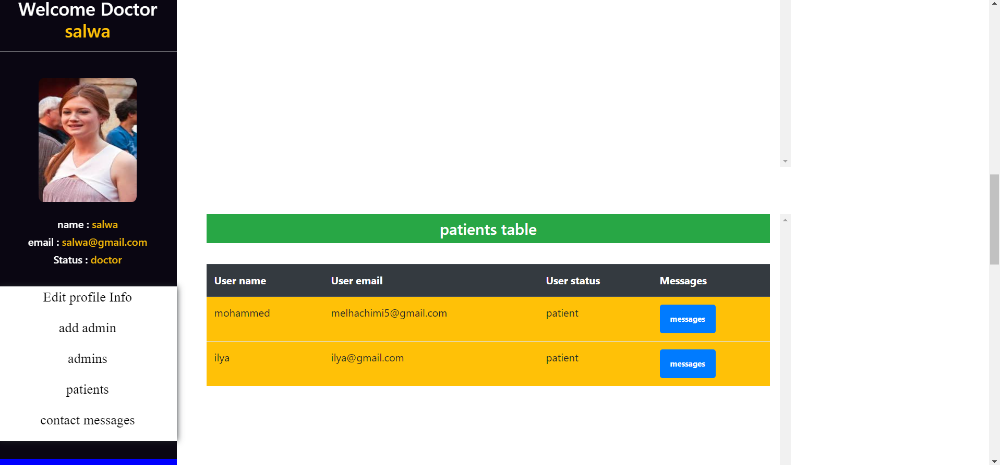 Welcome Doctor
salwa
name : salwa
email : salwa@gmail.com
Status : doctor
Edit profile Info
add admin
admins
patients
contact messages
patients table
User name User email User status Messages
mohammed melhachimi5@gmail.com patient messages
ilya ilya@gmail.com patient messages